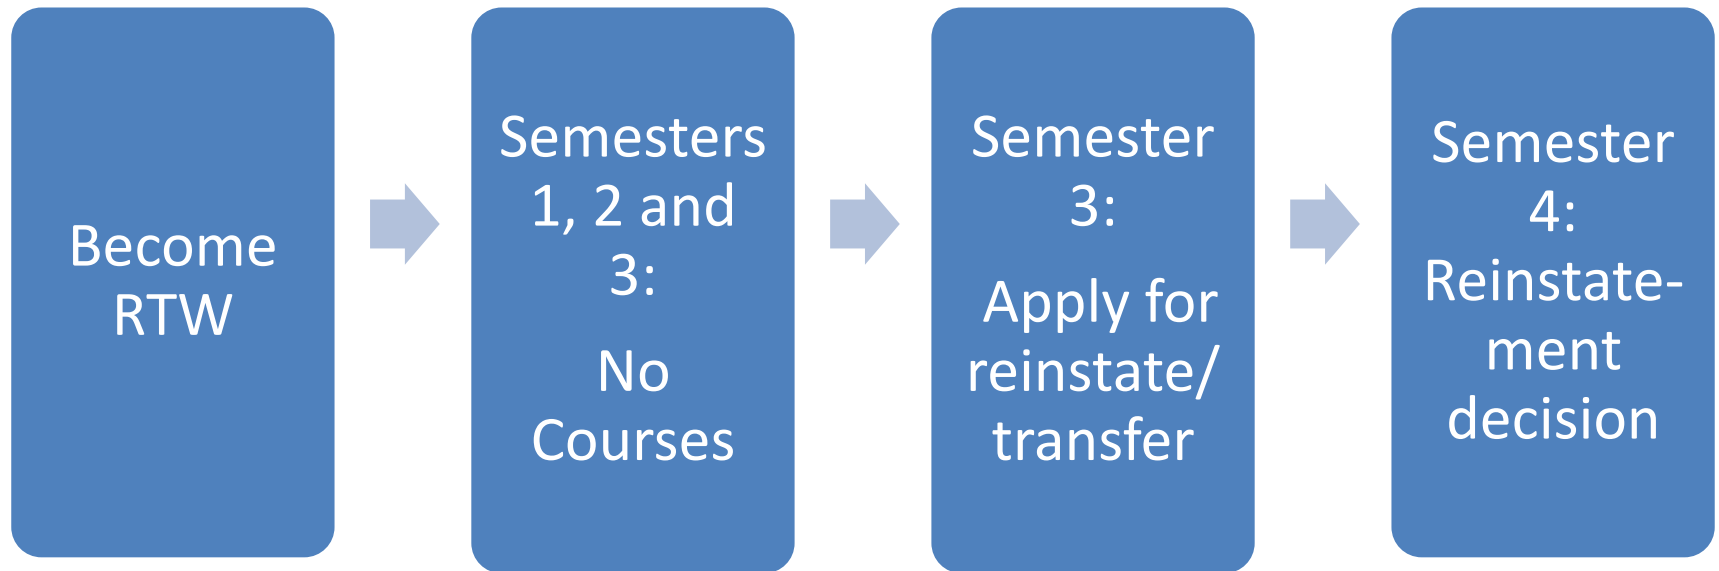 Become
RTW
Semesters
1, 2 and
3:
No
Courses
Semester
3:
Apply for
reinstate/
transfer
Semester
4:
Reinstate-
ment
decision